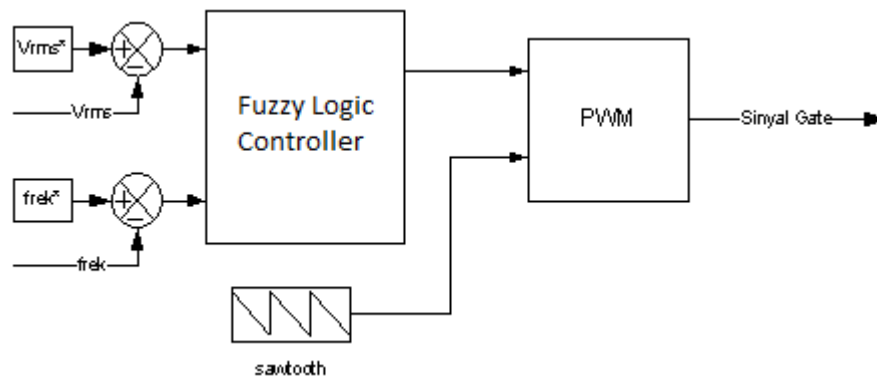 Vrms*
Vrms
Fuzzy Logic
Controller
PWM
Sinyal Gate
frek*
frek
sawtooth